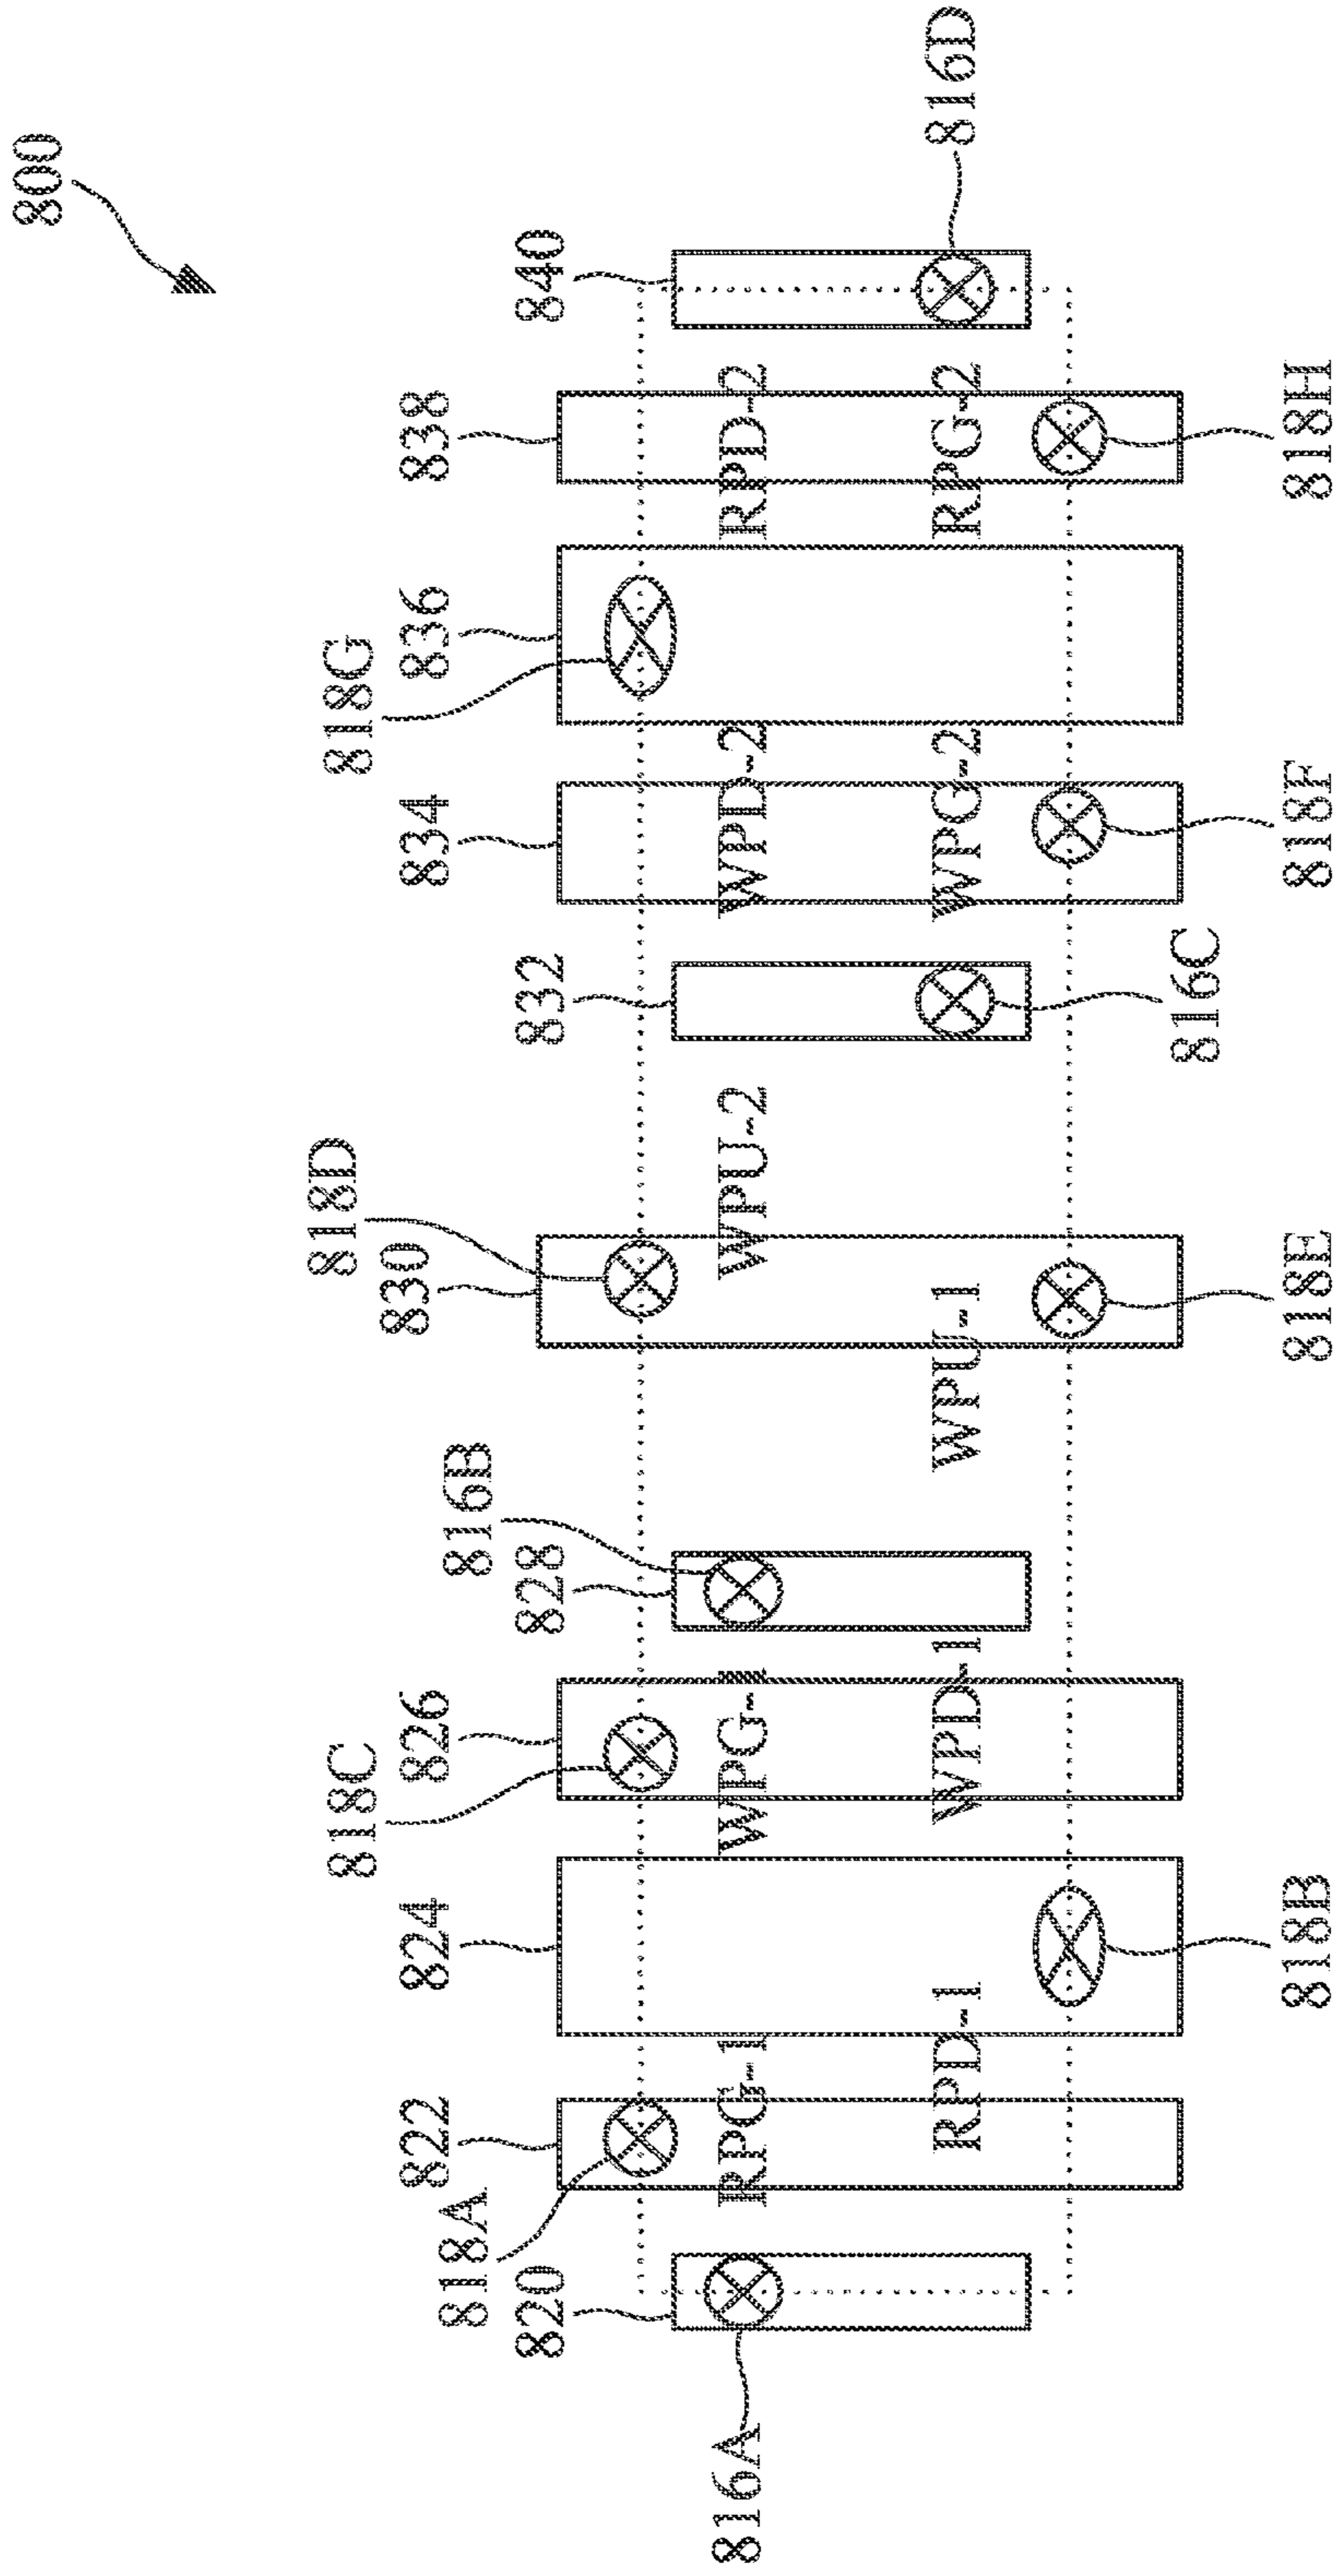 800
818G
818D
818C
818A
816B
820
822
824
826
828
830
832
834
836
838
840
RPG-1
WPG-1
WPU-2
WPD-2
RPD-2
RPD-1
WPD-1
WPU-1
WPG-2
RPG-2
816A
816C
816D
818B
818E
818F
818H